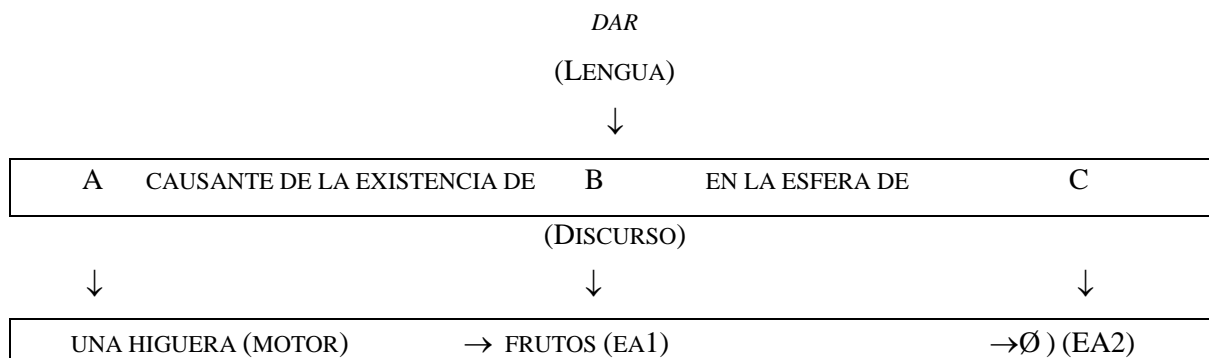 DAR
(LENGUA)
↓
A CAUSANTE DE LA EXISTENCIA DE B EN LA ESFERA DE C
(DISCURSO)
↓ ↓ ↓
UNA HIGUERA (MOTOR) → FRUTOS (EA1) →Ø ) (EA2)